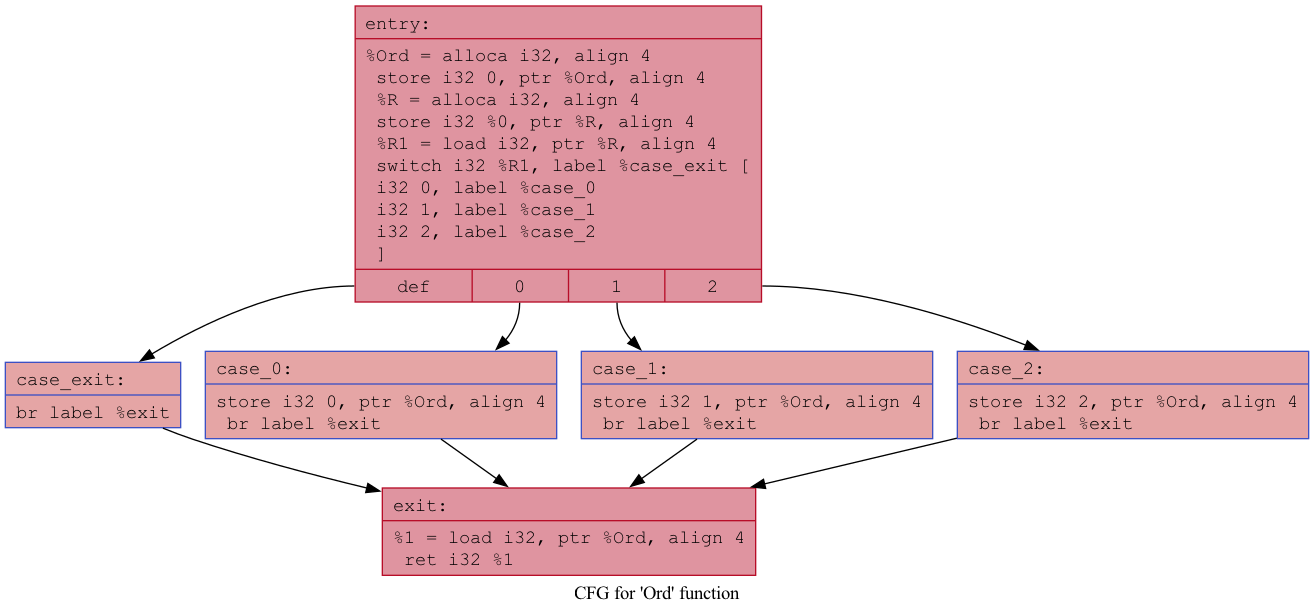 entry:
%Ord = alloca i32, align 4
store i32 0, ptr %Ord, align 4
%R = alloca i32, align 4
store i32 %0, ptr %R, align 4
%R1 = load i32, ptr %R, align 4
switch i32 %R1, label %case_exit [
i32 0, label %case_0
i32 1, label %case_1
i32 2, label %case_2
]
def 0 1 2
case_exit:
br label %exit
case_0:
store i32 0, ptr %Ord, align 4
br label %exit
case_1:
store i32 1, ptr %Ord, align 4
br label %exit
case_2:
store i32 2, ptr %Ord, align 4
br label %exit
exit:
%1 = load i32, ptr %Ord, align 4
ret i32 %1
CFG for 'Ord' function